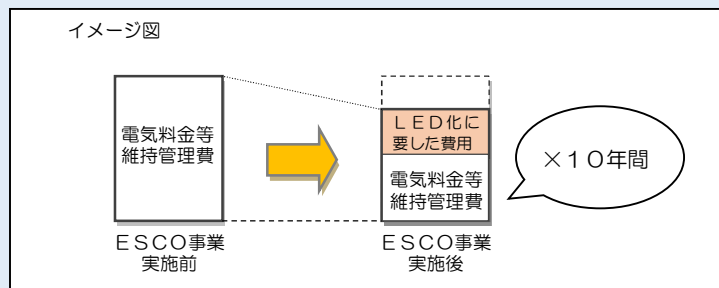 イメージ図
電気料金等
維持管理費
ＬＥＤ化に
要した費用
電気料金等
維持管理費
×１０年間
ＥＳＣＯ事業
実施前
ＥＳＣＯ事業
実施後